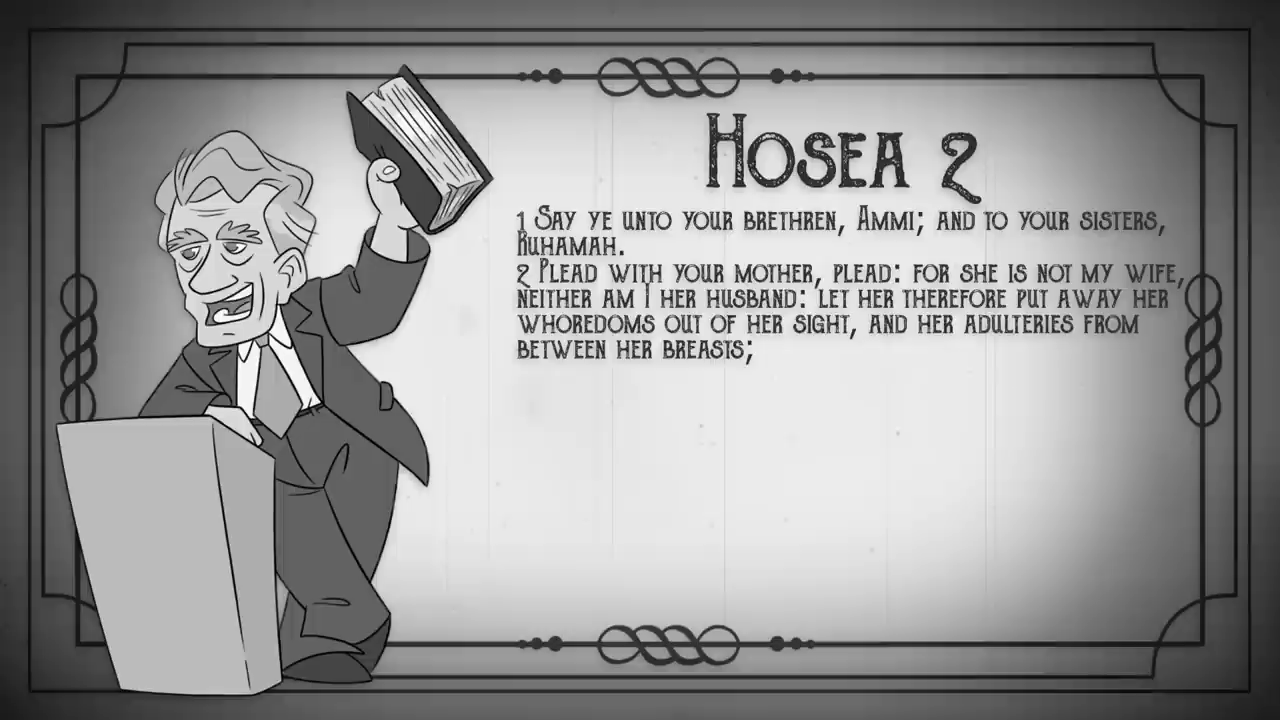 Hosea 2
1 Say ye unto your brethren, Ammi; and to your sisters,
Ruhamah.
2 Plead with your mother, plead: for she is not my wife,
neither am I her husband: let her therefore put away her
whoredoms out of her sight, and her adulteries from
between her breasts;